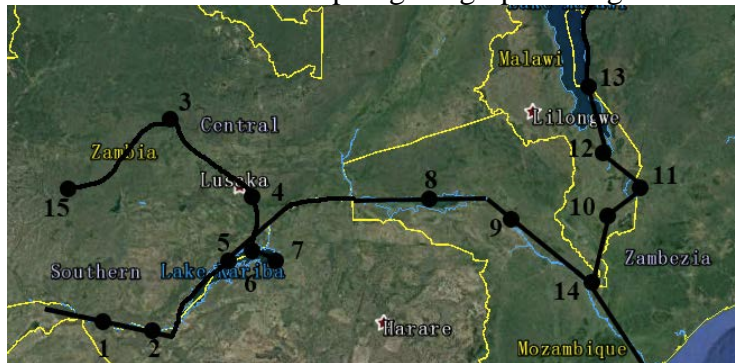 Malawi
13
Lilongwe
3
Central
Zambia
12
Lusaka
4
11
15
8
10
9
5
7
Southern
Lake Kariba
6
Zambezia
14
1
2
Harare
Mozambique